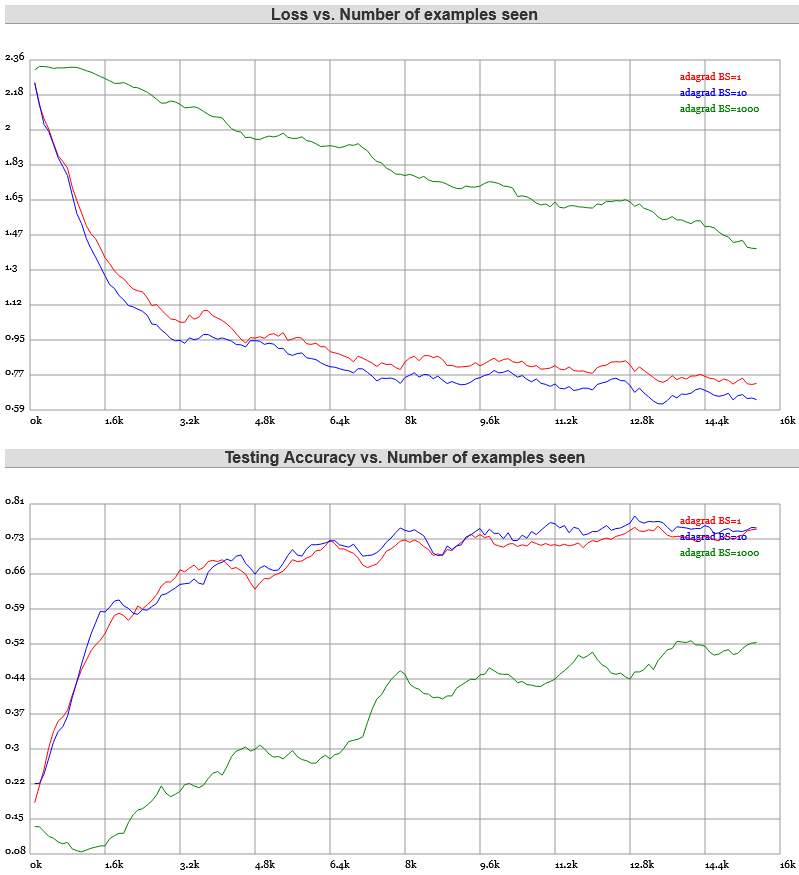 Loss vs. Number of examples seen
2.36
adagrad BS=1
2.18
adagrad BS=10
adagrad BS=1000
2
1.83
1.65
1.47
1.3
1.12
0.95
0.77
0.59
0k 1.6k 3.2k 4.8k 6.4k 8k 9.6k 11.2k 12.8k 14.4k 16k
Testing Accuracy vs. Number of examples seen
0.81
adagrad BS=1
0.73
adagrad BS=10
adagrad BS=1000
0.66
0.59
0.52
0.44
0.37
0.3
0.22
0.15
0.08
0k 1.6k 3.2k 4.8k 6.4k 8k 9.6k 11.2k 12.8k 14.4k 16k